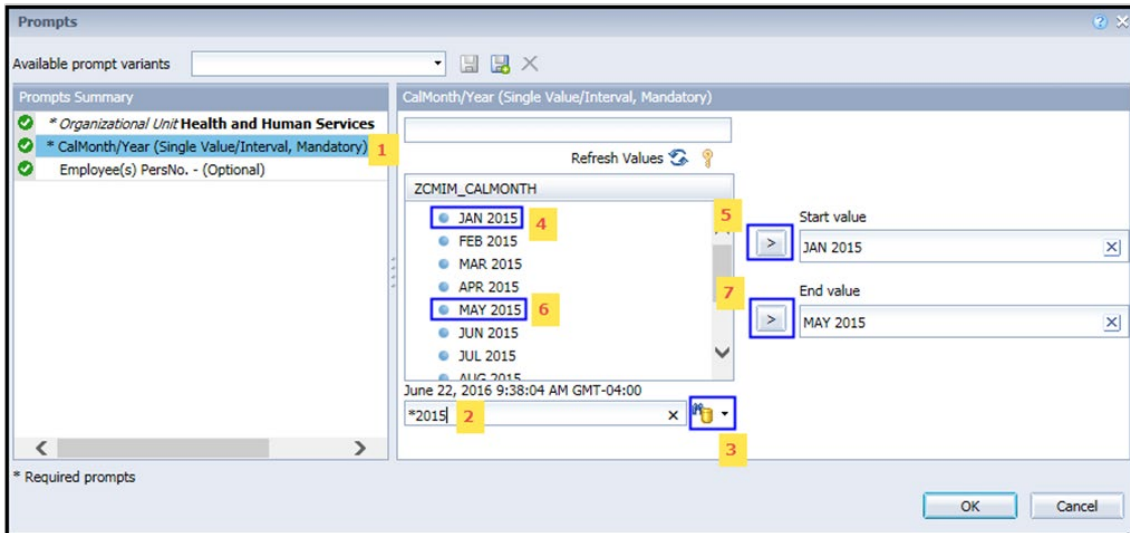 Prompts
Available prompt variants
Prompts Summary
* Organizational Unit Health and Human Services
* CalMonth/Year (Single Value/Interval, Mandatory) 1
Employee(s) PersNo. - (Optional)
CalMonth/Year (Single Value/Interval, Mandatory)
Refresh Values
ZCMIM_CALMONTH
JAN 2015 4
FEB 2015
MAR 2015
APR 2015
MAY 2015 6
JUN 2015
JUL 2015
AUG 2015
June 22, 2016 9:38:04 AM GMT-04:00
*2015 2
3
5
Start value
> JAN 2015
7
End value
> MAY 2015
* Required prompts
OK Cancel